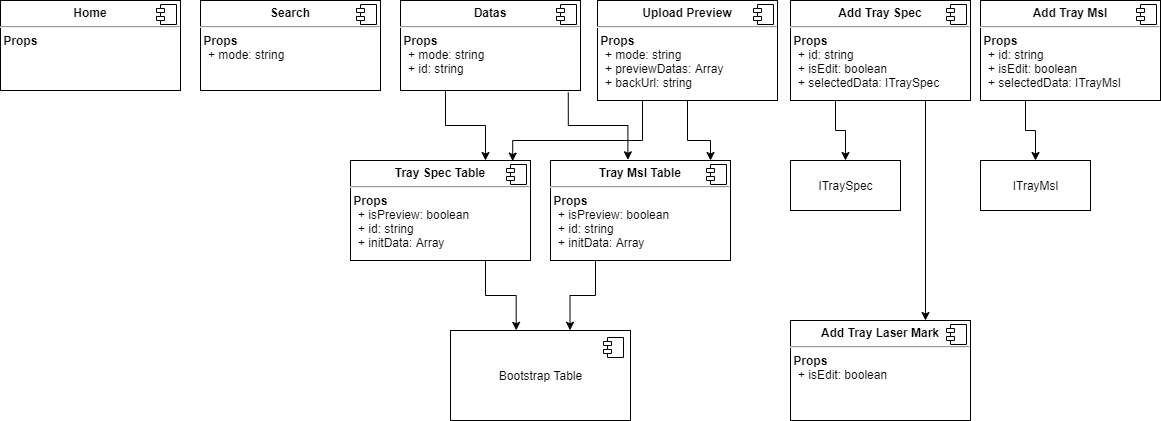 Home
Props
Search
Props
+ mode: string
Datas
Props
+ mode: string
+ id: string
Upload Preview
Props
+ mode: string
+ previewDatas: Array
+ backUrl: string
Add Tray Spec
Props
+ id: string
+ isEdit: boolean
+ selectedData: ITraySpec
Add Tray Msl
Props
+ id: string
+ isEdit: boolean
+ selectedData: ITrayMsl
Tray Spec Table
Props
+ isPreview: boolean
+ id: string
+ initData: Array
Tray Msl Table
Props
+ isPreview: boolean
+ id: string
+ initData: Array
ITraySpec
ITrayMsl
Bootstrap Table
Add Tray Laser Mark
Props
+ isEdit: boolean